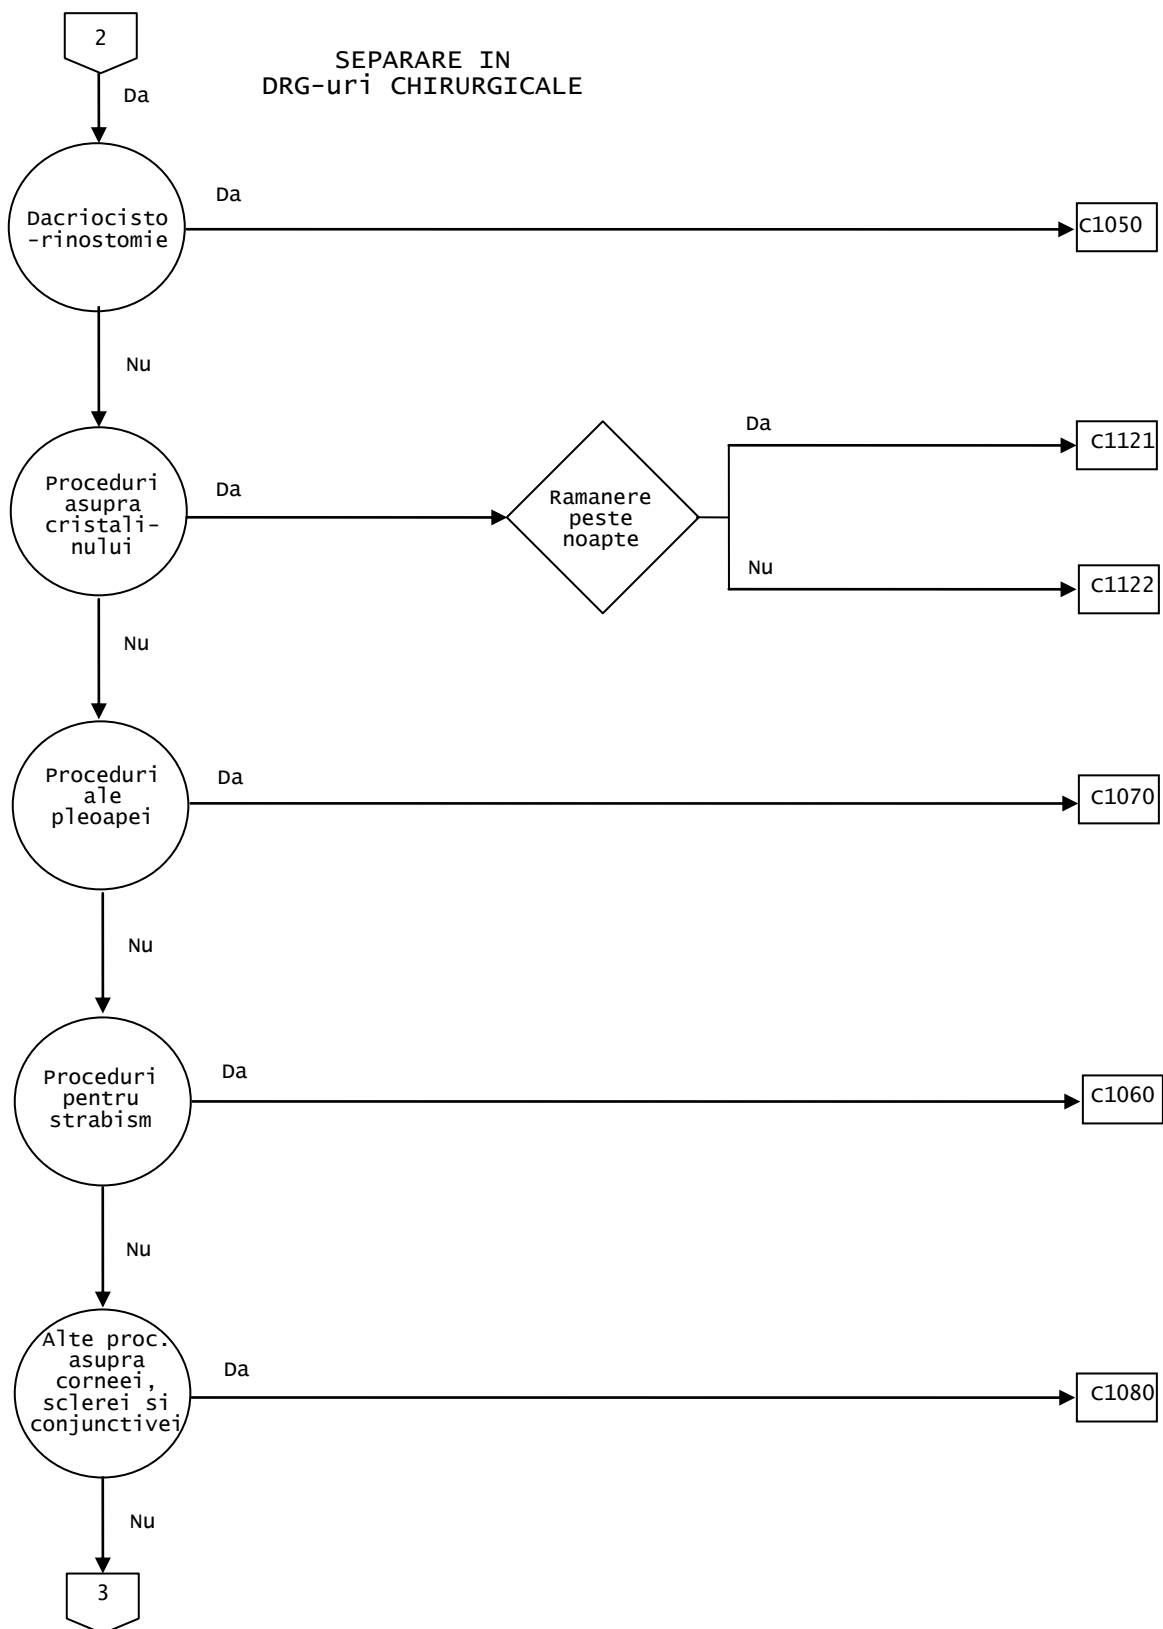 2
SEPARARE IN
DRG-uri CHIRURGICALE
Da
Dacriocisto
-rinostomie
Da
C1050
Nu
Proceduri
asupra
cristali-
nului
Da
Ramanere
peste
noapte
Da
C1121
Nu
C1122
Nu
Proceduri
ale
pleoapei
Da
C1070
Nu
Proceduri
pentru
strabism
Da
C1060
Nu
Alte proc.
asupra
corneei,
sclerei si
conjunctivei
Da
C1080
Nu
3